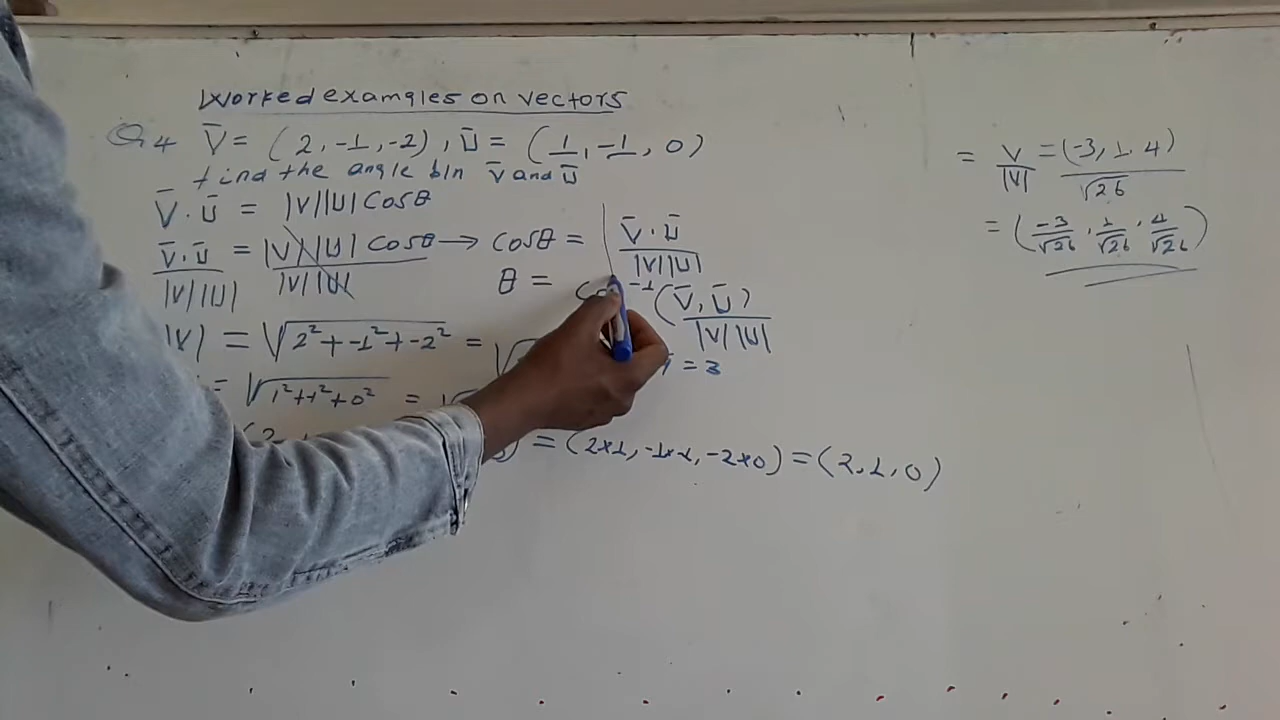 Worked examples on vectors
Q4 V̄ = (2, -1, -2), Ū = (1, -1, 0)
find the angle b/n V̄ and Ū
V̄ · Ū = |V||U| Cosθ
V̄ · Ū / |V||U| = |V||U| Cosθ / |V||U| → cosθ = V̄ · Ū / |V||U|
θ = -1 (V̄, Ū) / |V||U|
|V| = √2² + -1² + -2² = √
= √1² + -1² + 0² = √
= 3
= (2×1, -1×-1, -2×0) = (2, 1, 0)
= V / |V| = (-3, 1, 4) / √26
= (-3/√26, 1/√26, 4/√26)